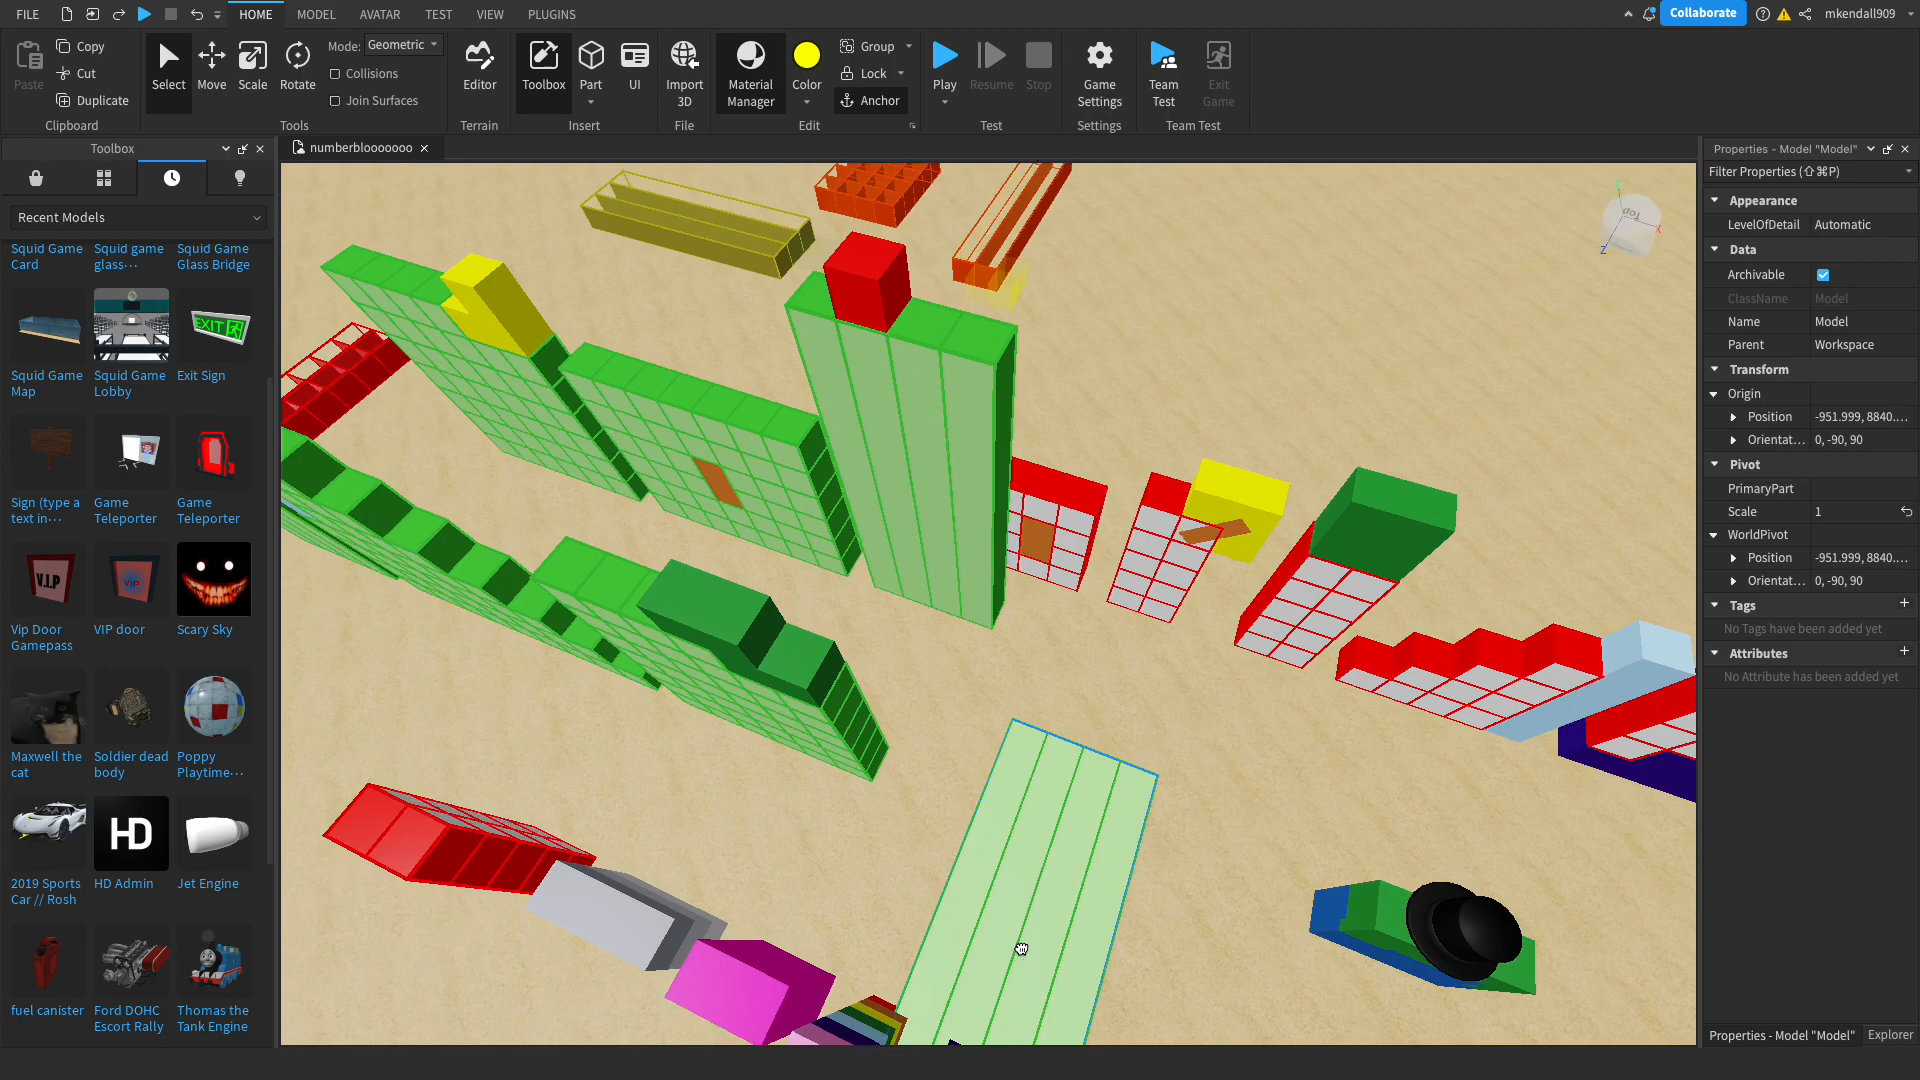 FILE
HOME
MODEL
AVATAR
TEST
VIEW
PLUGINS
Collaborate
mkendall909
Paste
Copy
Cut
Duplicate
Clipboard
Select
Move
Scale
Rotate
Mode: Geometric
Collisions
Join Surfaces
Tools
Editor
Terrain
Toolbox
Part
UI
Insert
Import
3D
File
Material
Manager
Color
Group
Lock
Anchor
Edit
Play
Resume
Stop
Test
Game
Settings
Settings
Team
Test
Exit
Game
Team Test
Toolbox
Recent Models
Squid Game
Card
Squid game
glass···
Squid Game
Glass Bridge
EXIT
Squid Game
Map
Squid Game
Lobby
Exit Sign
Sign (type a
text in···
Game
Teleporter
Game
Teleporter
V.I.P
VIP
Vip Door
Gamepass
VIP door
Scary Sky
Maxwell the
cat
Soldier dead
body
Poppy
Playtime···
HD
2019 Sports
Car // Rosh
HD Admin
Jet Engine
fuel canister
Ford DOHC
Escort Rally
Thomas the
Tank Engine
numberblooooooo
Top
X
Z
Properties - Model "Model"
Filter Properties (⇧⌘P)
Appearance
LevelOfDetail Automatic
Data
Archivable
ClassName Model
Name Model
Parent Workspace
Transform
Origin
Position -951.999, 8840....
Orientat... 0, -90, 90
Pivot
PrimaryPart
Scale 1
WorldPivot
Position -951.999, 8840....
Orientat... 0, -90, 90
Tags
No Tags have been added yet
Attributes
No Attribute has been added yet
Properties - Model "Model"
Explorer